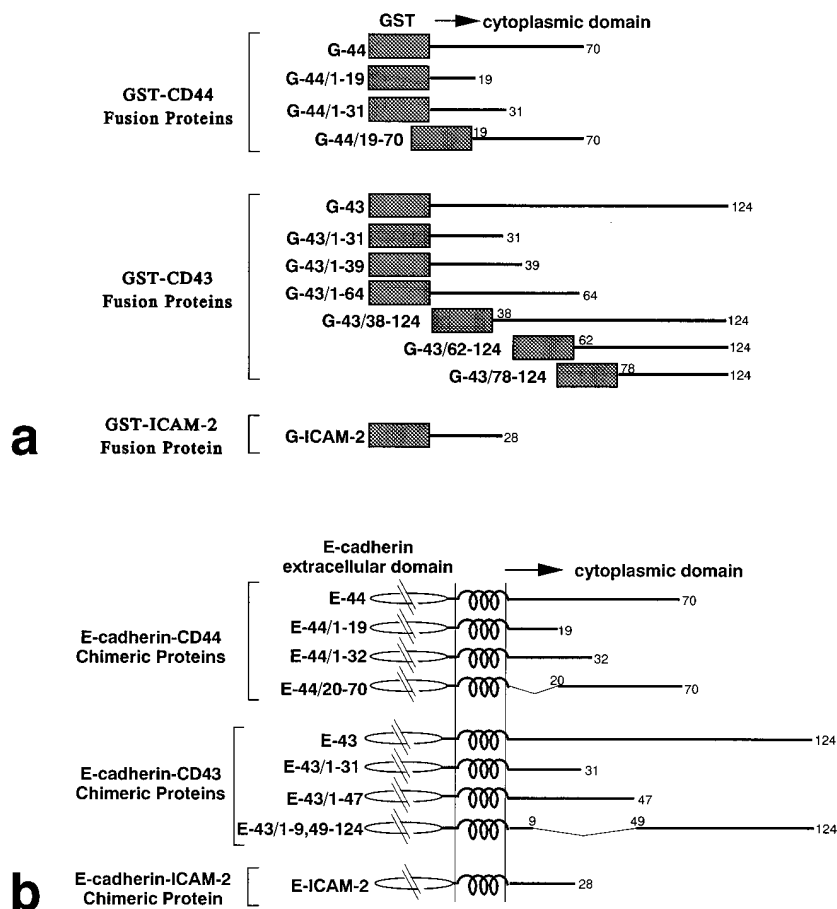 GST cytoplasmic domain
GST-CD44
Fusion Proteins
G-44 70
G-44/1-19 19
G-44/1-31 31
G-44/19-70 19 70
GST-CD43
Fusion Proteins
G-43 124
G-43/1-31 31
G-43/1-39 39
G-43/1-64 64
G-43/38-124 38 124
G-43/62-124 62 124
G-43/78-124 78 124
a
GST-ICAM-2
Fusion Protein
G-ICAM-2 28
E-cadherin
extracellular domain cytoplasmic domain
E-cadherin-CD44
Chimeric Proteins
E-44 70
E-44/1-19 19
E-44/1-32 32
E-44/20-70 20 70
E-cadherin-CD43
Chimeric Proteins
E-43 124
E-43/1-31 31
E-43/1-47 47
E-43/1-9,49-124 9 49 124
b
E-cadherin-ICAM-2
Chimeric Protein
E-ICAM-2 28